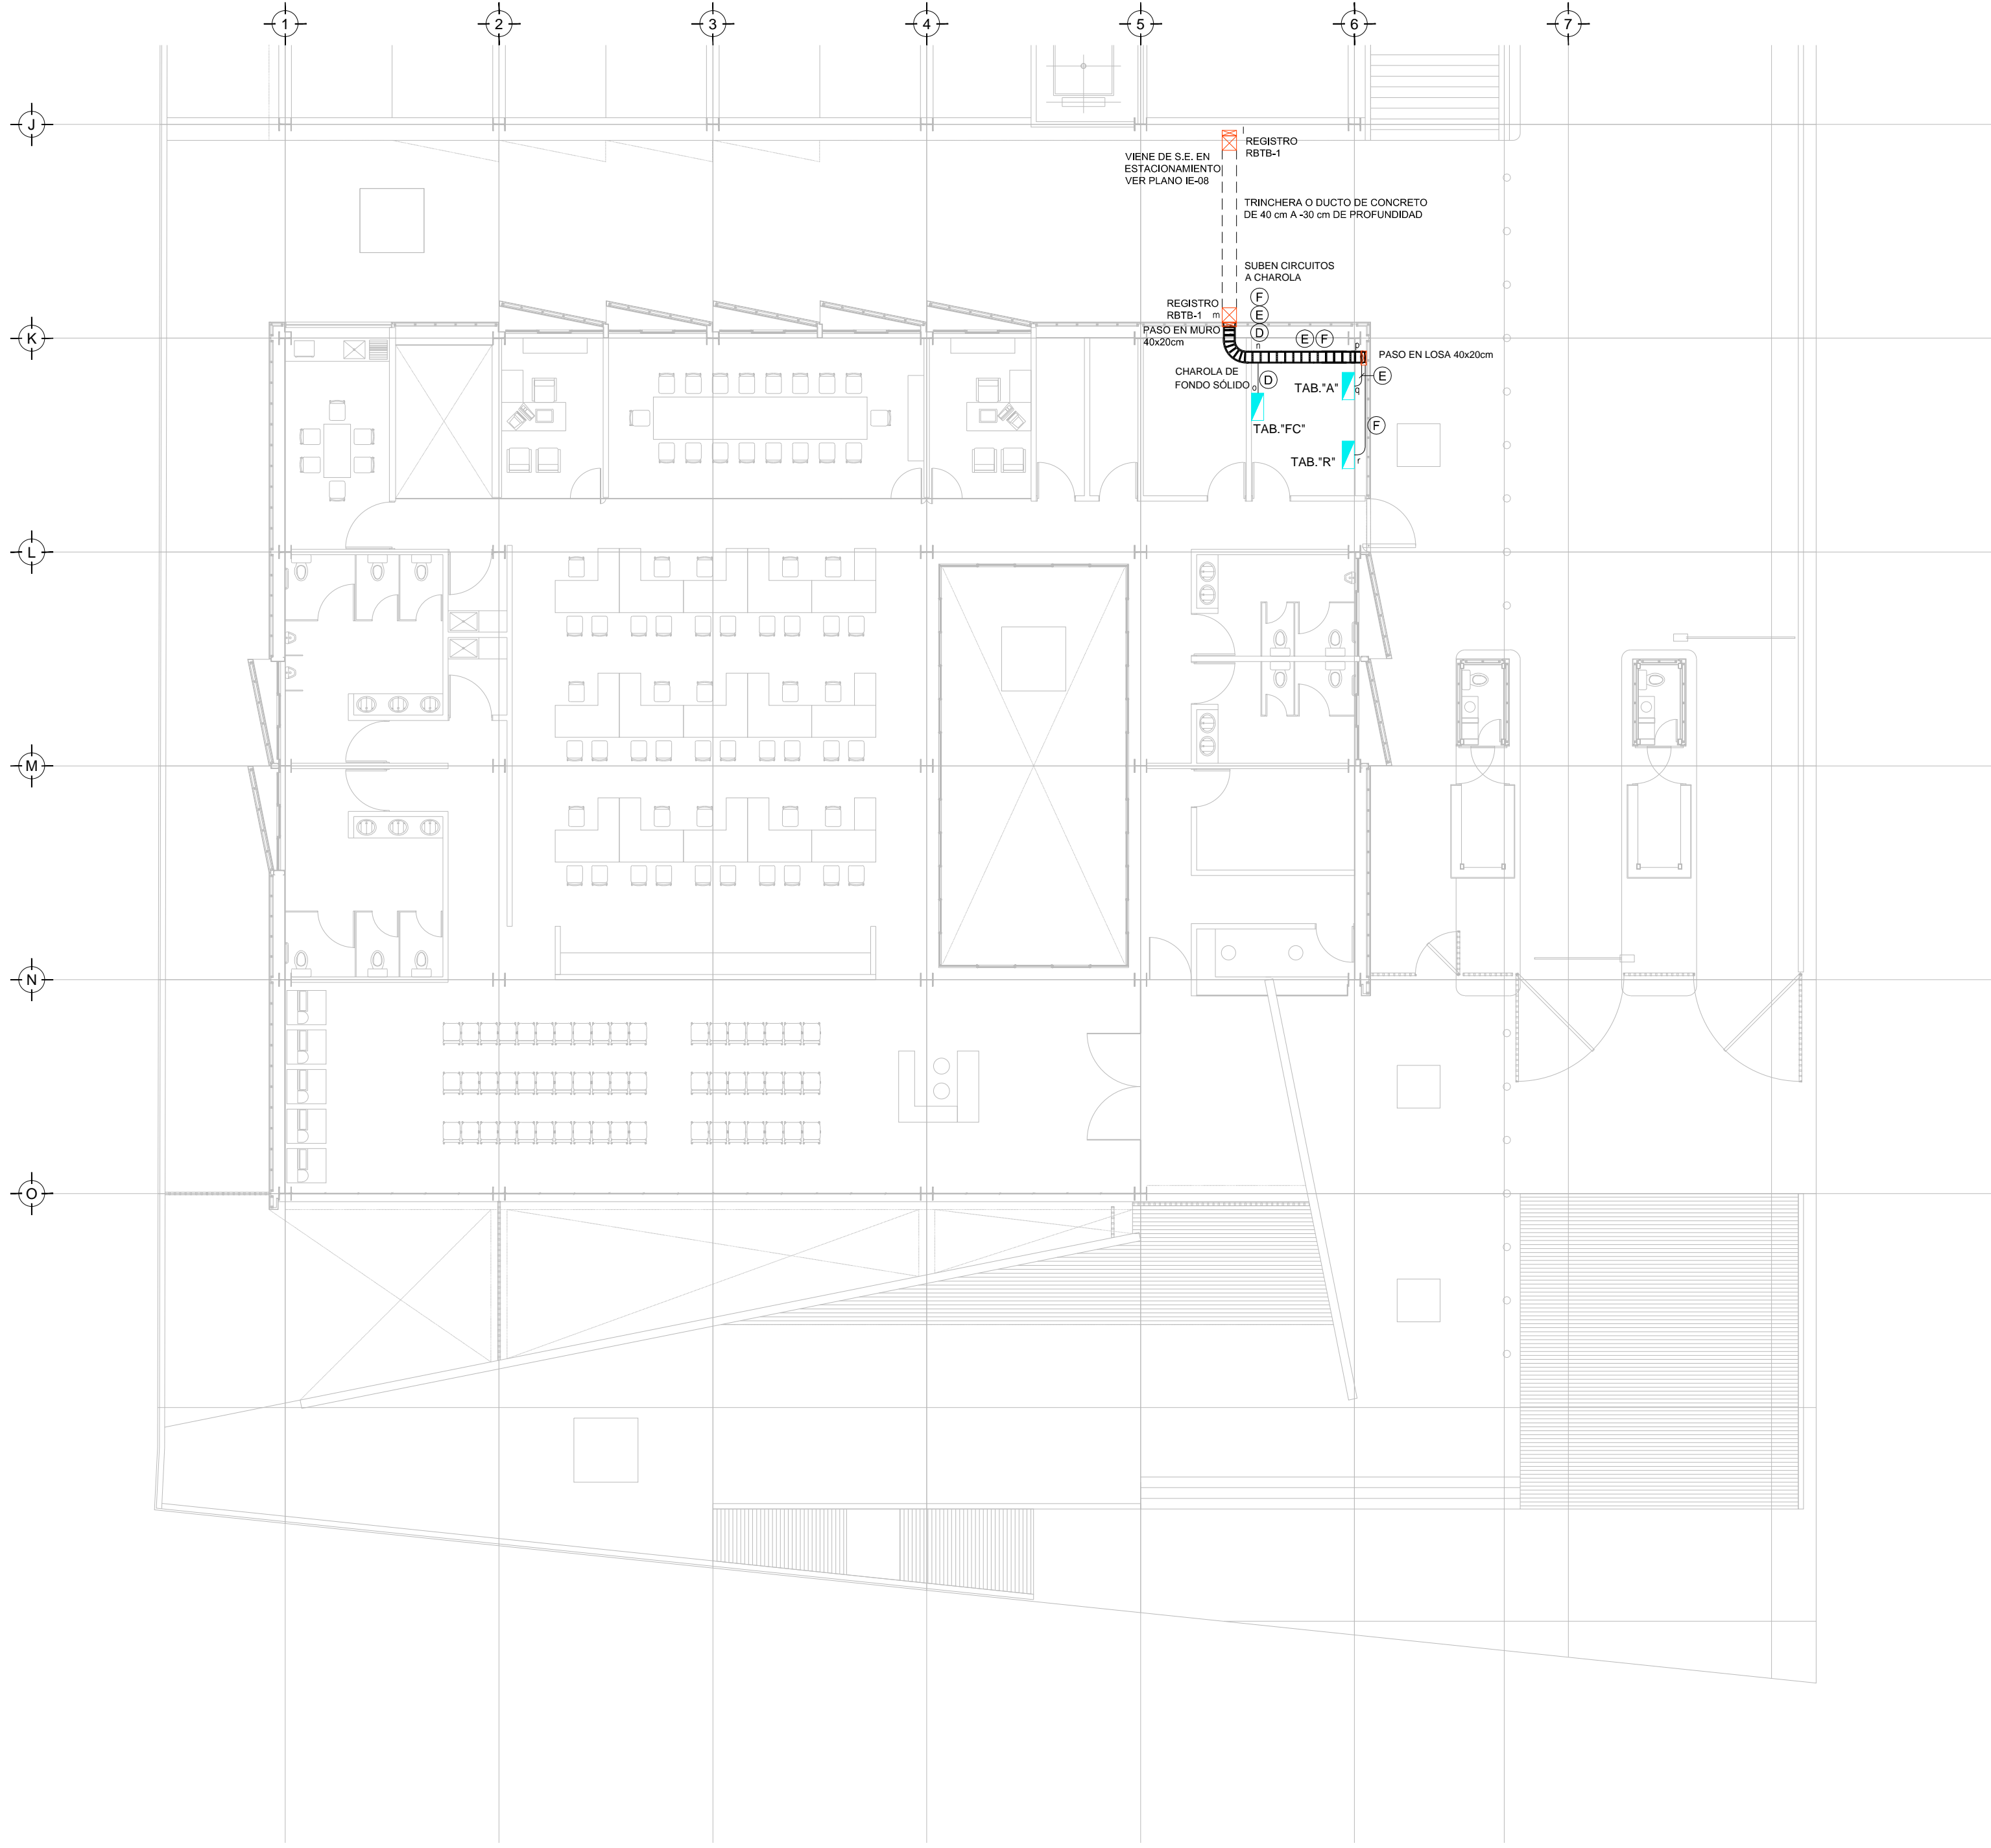 1
2
3
4
5
6
7
J
REGISTRO
RBTB-1
VIENE DE S.E. EN
ESTACIONAMIENTO
VER PLANO IE-08
TRINCHERA O DUCTO DE CONCRETO
DE 40 cm A -30 cm DE PROFUNDIDAD
SUBEN CIRCUITOS
A CHAROLA
F
E
D
REGISTRO
RBTB-1
m
K
PASO EN MURO
40x20cm
n
E F
p
PASO EN LOSA 40x20cm
CHAROLA DE
FONDO SÓLIDO
o
D
TAB."A"
q
E
TAB."FC"
F
TAB."R"
r
L
M
N
O